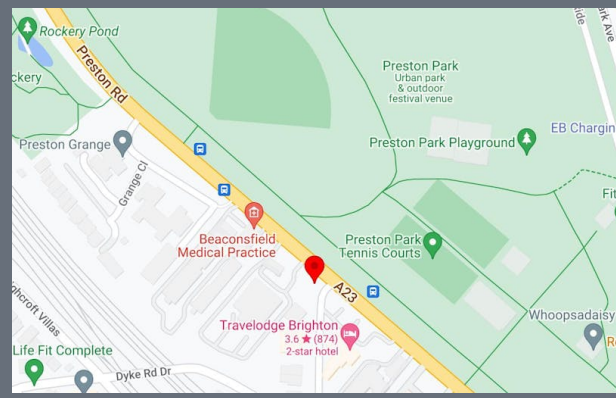 Rockery Pond
ckery
Preston Rd
Preston Park
Urban park
& outdoor
festival venue
Preston Park Playground
EB Chargin
Preston Grange
Grange Cl
Beaconsfield
Medical Practice
Preston Park
Tennis Courts
Fit
A23
Travelodge Brighton
3.6 ★ (874)
2-star hotel
Whoopsadaisy
Life Fit Complete
Dyke Rd Dr